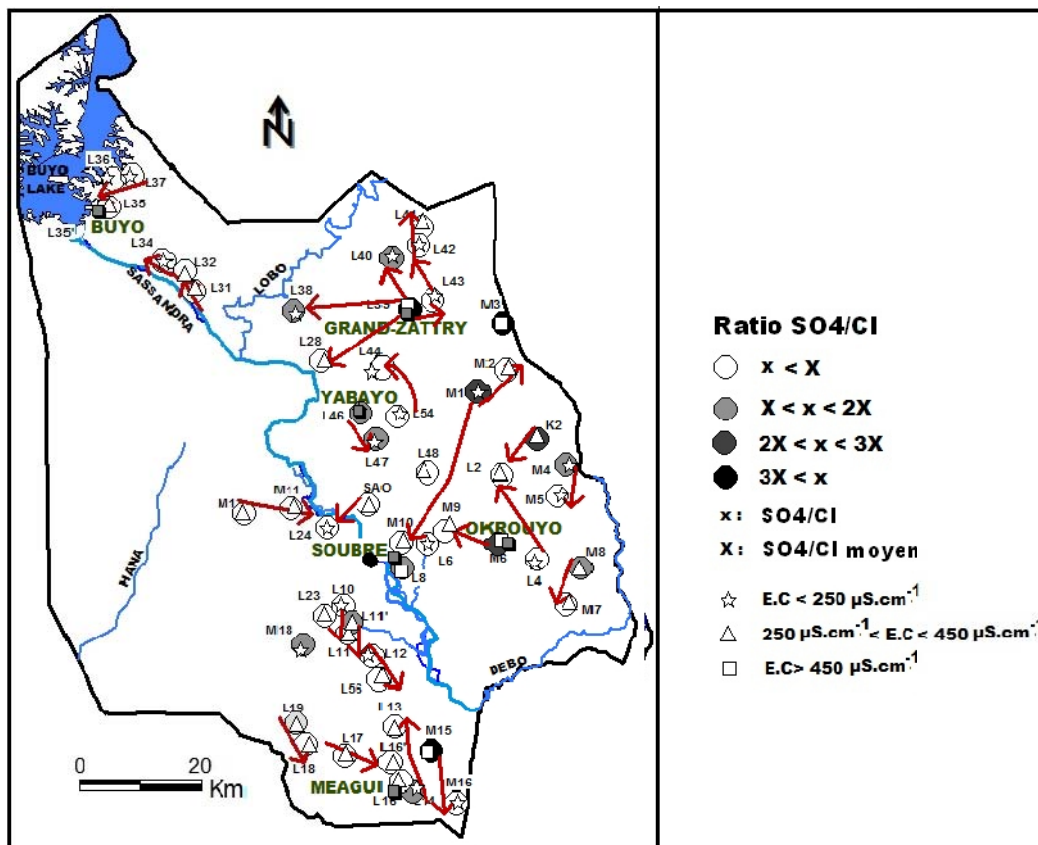 N
L36
BUYO
LAKE
L37
L35
BUYO
L35'
L34
L32
L31
SASSANDRA
LOBO
L42
L40
L43
L38
M3
GRAND-ZATTRY
L28
L44
M2
M1
YABAYO
L46
L54
K2
L47
L48
L2
M4
M5
M11
SAO
M9
L24
M10
OKROUYO
SOUBRE
L6
M6
M8
L8
L4
M7
HANA
L10
L23
L11'
M18
L11
L12
L56
DEBO
L19
L13
M15
L17
L16'
L18
M16
MEAGUI
0 20
Km
Ratio SO4/Cl
x < X
X < x < 2X
2X < x < 3X
3X < x
x: SO4/Cl
X: SO4/Cl moyen
E.C < 250 µS.cm-1
250 µS.cm-1 < E.C < 450 µS.cm-1
E.C> 450 µS.cm-1